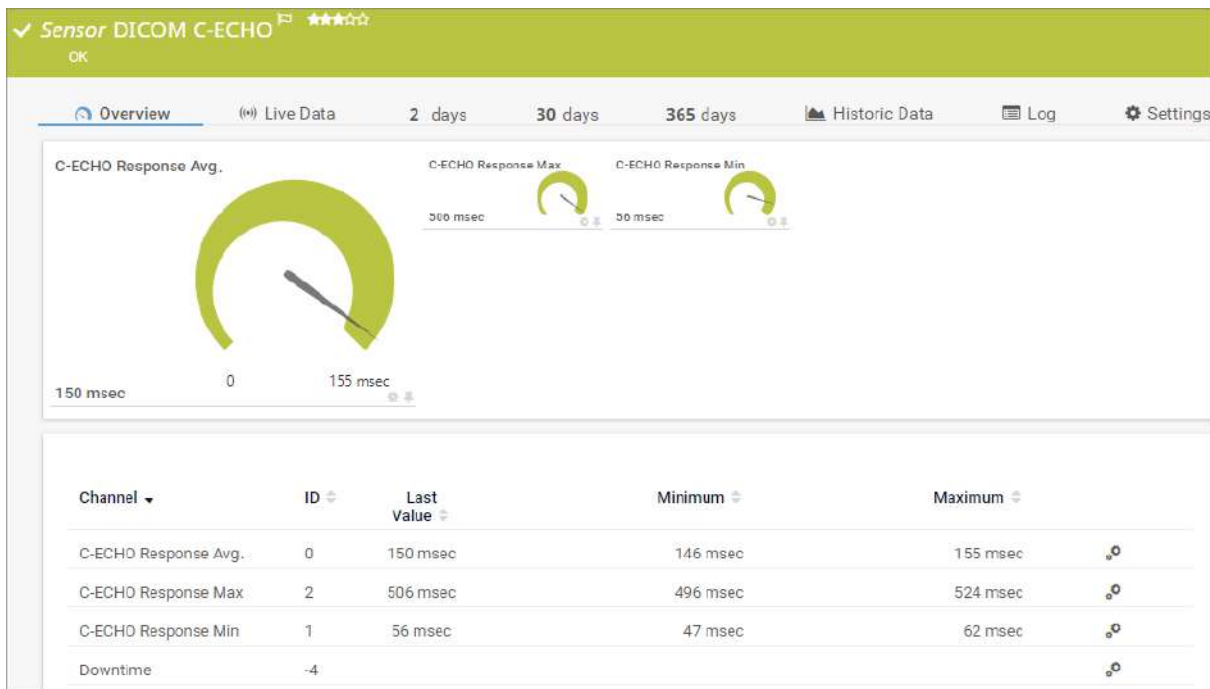 Sensor DICOM C-ECHO
OK
Overview Live Data 2 days 30 days 365 days Historic Data Log Settings
C-ECHO Response Avg. C-ECHO Response Max C-ECHO Response Min
506 msec 56 msec
0 155 msec
150 msec
Channel ID Last Value Minimum Maximum
C-ECHO Response Avg. 0 150 msec 146 msec 155 msec
C-ECHO Response Max 2 506 msec 496 msec 524 msec
C-ECHO Response Min 1 56 msec 47 msec 62 msec
Downtime -4